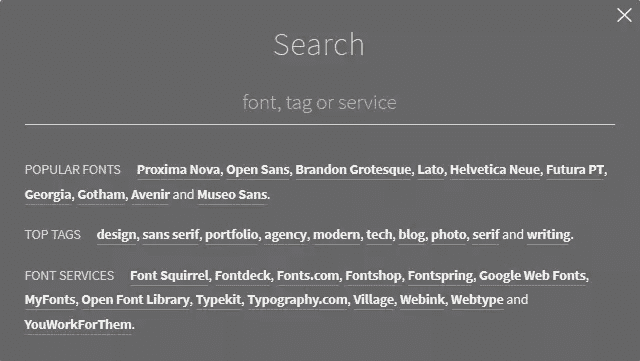 Search
font, tag or service
POPULAR FONTS Proxima Nova, Open Sans, Brandon Grotesque, Lato, Helvetica Neue, Futura PT,
Georgia, Gotham, Avenir and Museo Sans.
TOP TAGS design, sans serif, portfolio, agency, modern, tech, blog, photo, serif and writing.
FONT SERVICES Font Squirrel, Fontdeck, Fonts.com, Fontshop, Fontspring, Google Web Fonts,
MyFonts, Open Font Library, Typekit, Typography.com, Village, Webink, Webtype and
YouWorkForThem.